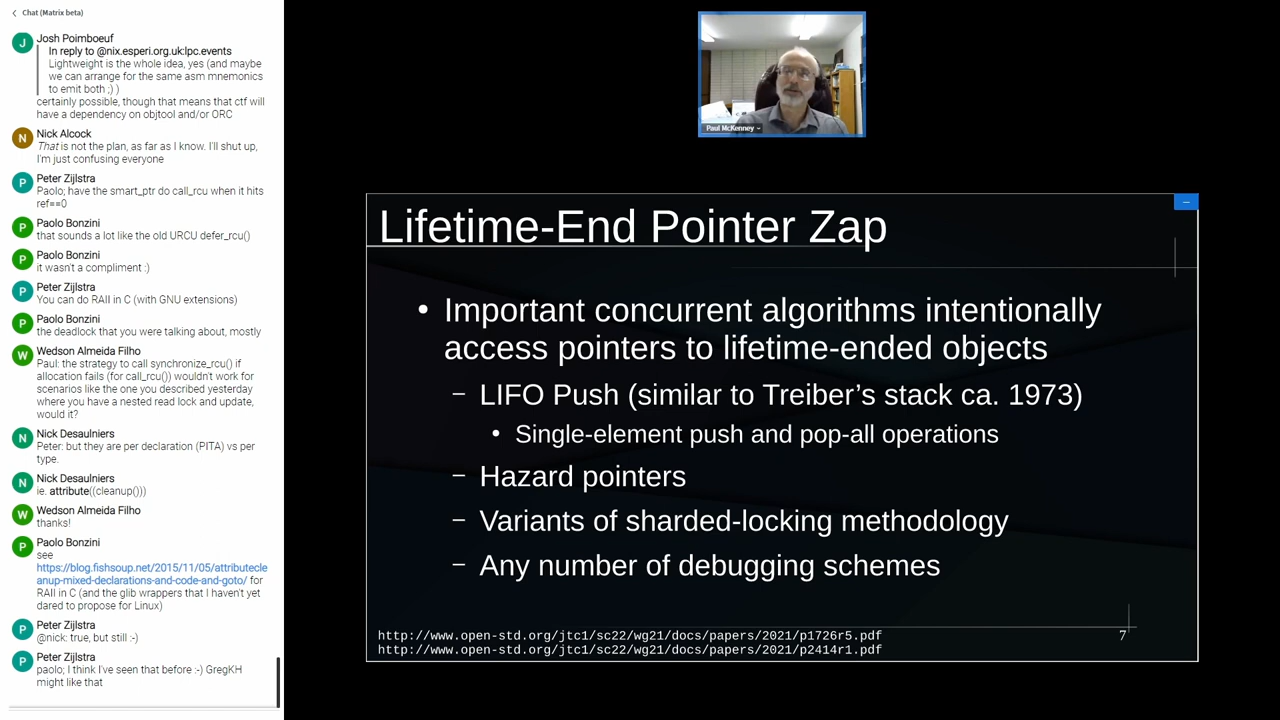 Chat (Matrix beta)
Josh Poimboeuf
In reply to @nix.esperi.org.uk:lpc.events
Lightweight is the whole idea, yes (and maybe
we can arrange for the same asm mnemonics
to emit both ;) )
certainly possible, though that means that ctf will
have a dependency on objtool and/or ORC
Nick Alcock
That is not the plan, as far as I know. I'll shut up,
I'm just confusing everyone
Peter Zijlstra
Paolo; have the smart_ptr do call_rcu when it hits
ref==0
Paolo Bonzini
that sounds a lot like the old URCU defer_rcu()
Paolo Bonzini
it wasn't a compliment :)
Peter Zijlstra
You can do RAII in C (with GNU extensions)
Paolo Bonzini
the deadlock that you were talking about, mostly
Wedson Almeida Filho
Paul: the strategy to call synchronize_rcu() if
allocation fails (for call_rcu()) wouldn't work for
scenarios like the one you described yesterday
where you have a nested read lock and update,
would it?
Nick Desaulniers
Peter: but they are per declaration (PITA) vs per
type.
Nick Desaulniers
ie. attribute((cleanup()))
Wedson Almeida Filho
thanks!
Paolo Bonzini
see
https://blog.fishsoup.net/2015/11/05/attributecle
anup-mixed-declarations-and-code-and-goto/ for
RAII in C (and the glib wrappers that I haven't yet
dared to propose for Linux)
Peter Zijlstra
@nick: true, but still :-)
Peter Zijlstra
paolo; I think I've seen that before :-) GregKH
might like that
Paul McKenney
Lifetime-End Pointer Zap
• Important concurrent algorithms intentionally
access pointers to lifetime-ended objects
– LIFO Push (similar to Treiber's stack ca. 1973)
• Single-element push and pop-all operations
– Hazard pointers
– Variants of sharded-locking methodology
– Any number of debugging schemes
http://www.open-std.org/jtc1/sc22/wg21/docs/papers/2021/p1726r5.pdf
http://www.open-std.org/jtc1/sc22/wg21/docs/papers/2021/p2414r1.pdf
7